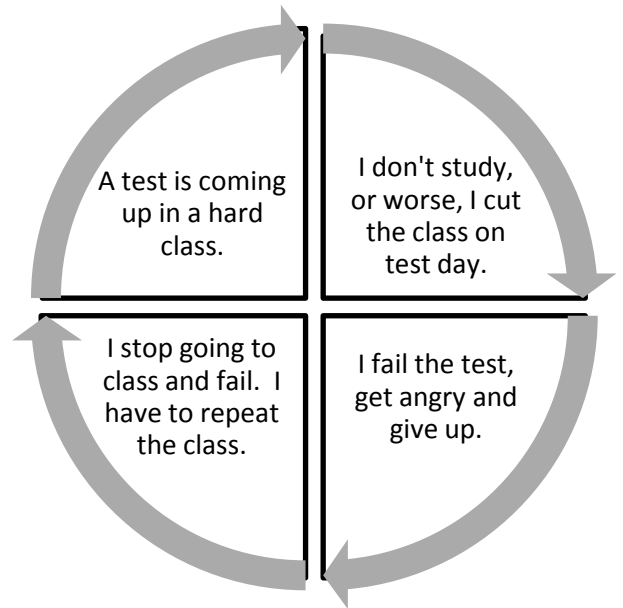 A test is coming
up in a hard
class.
I don't study,
or worse, I cut
the class on
test day.
I fail the test,
get angry and
give up.
I stop going to
class and fail.  I
have to repeat
the class.